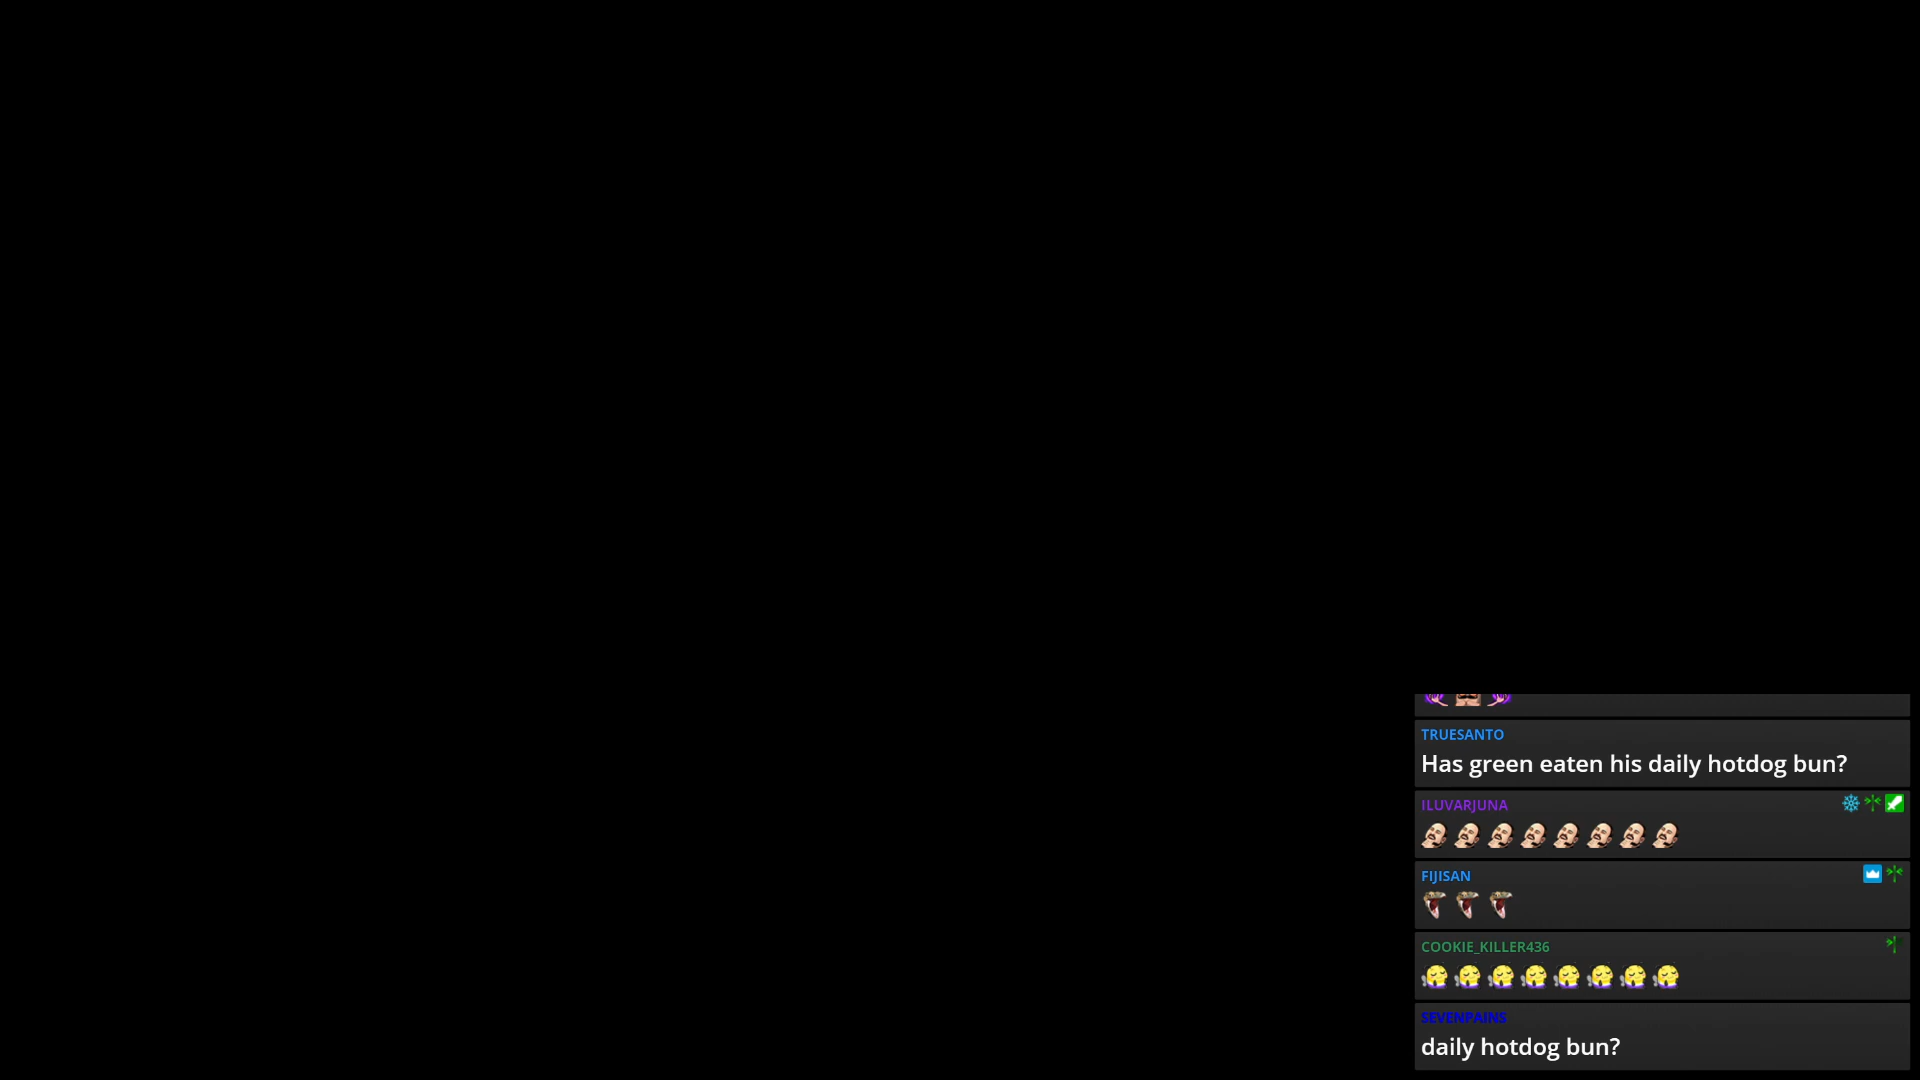 TRUESANTO
Has green eaten his daily hotdog bun?
ILUVARJUNA
FIJISAN
COOKIE_KILLER436
SEVENPAINS
daily hotdog bun?